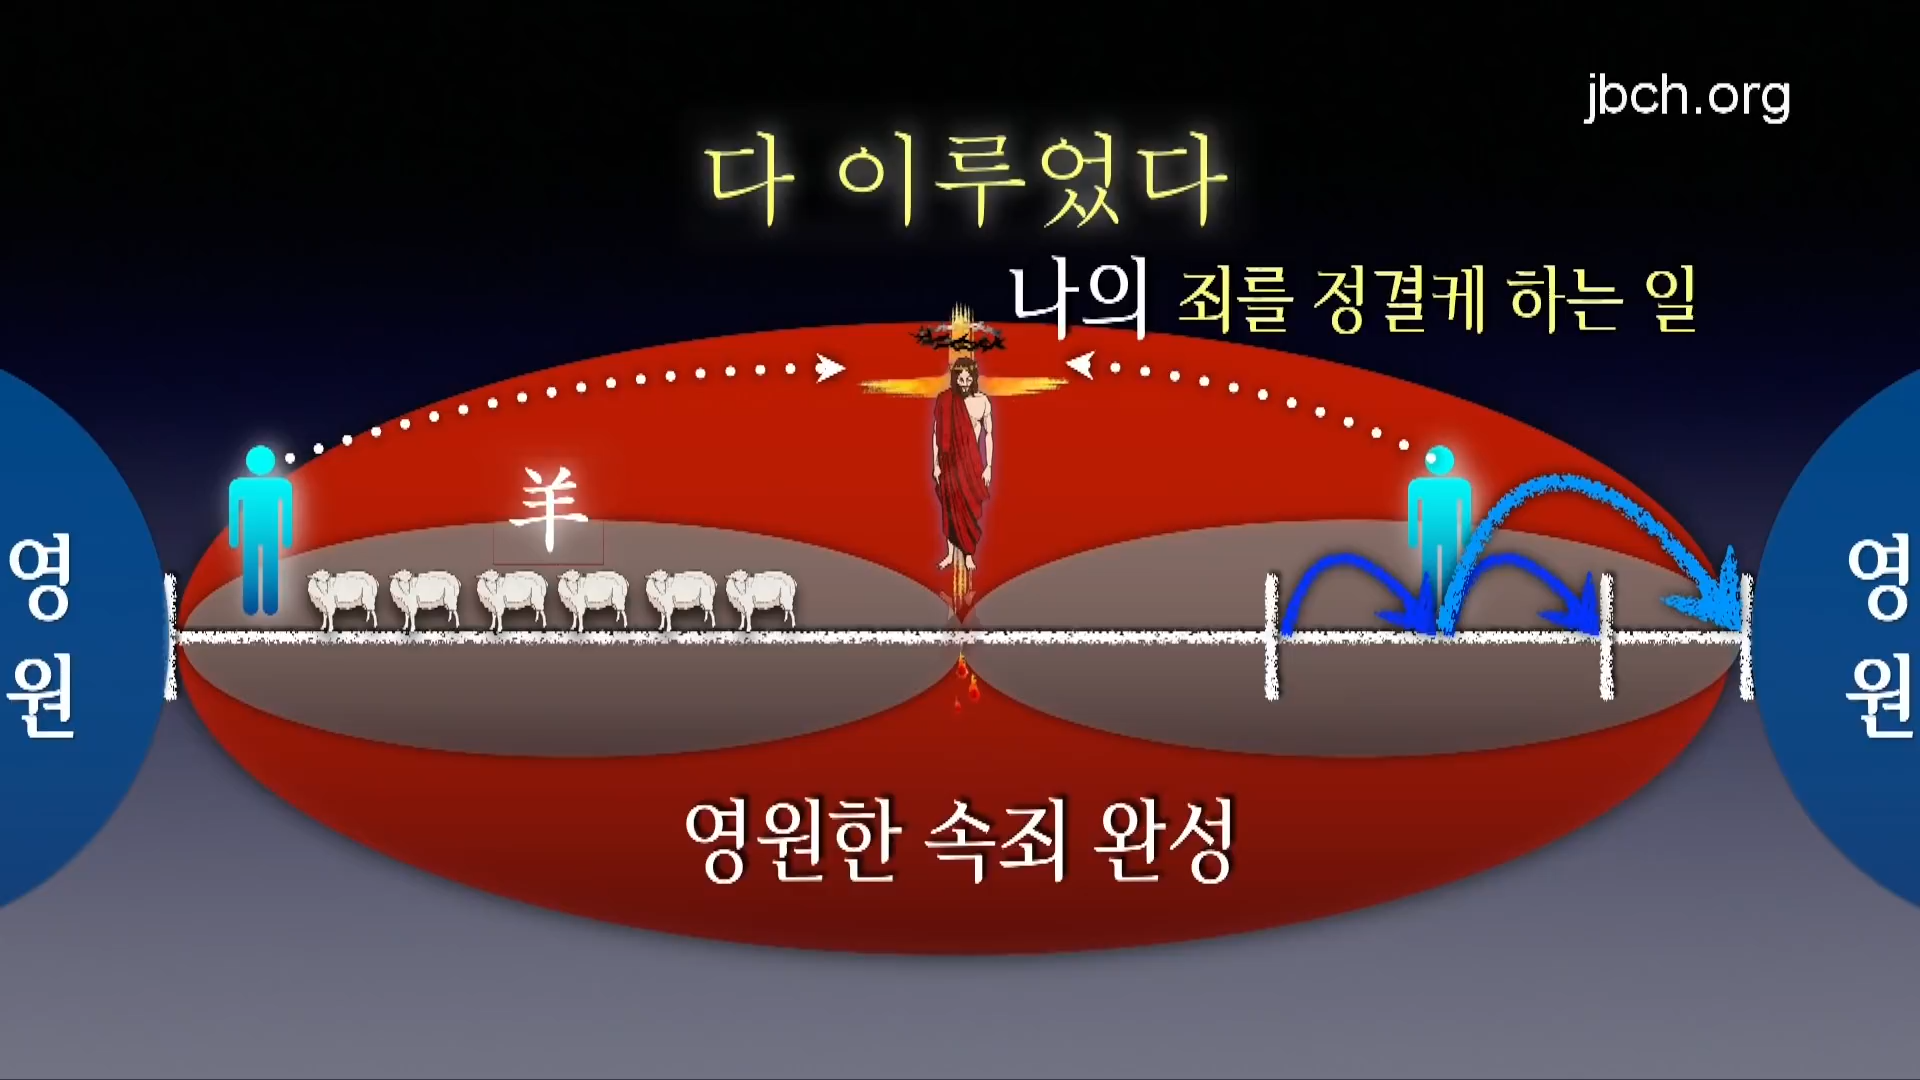 jbch.org
다 이루었다
나의 죄를 정결케 하는 일
羊
영원
영원
영원한 속죄 완성